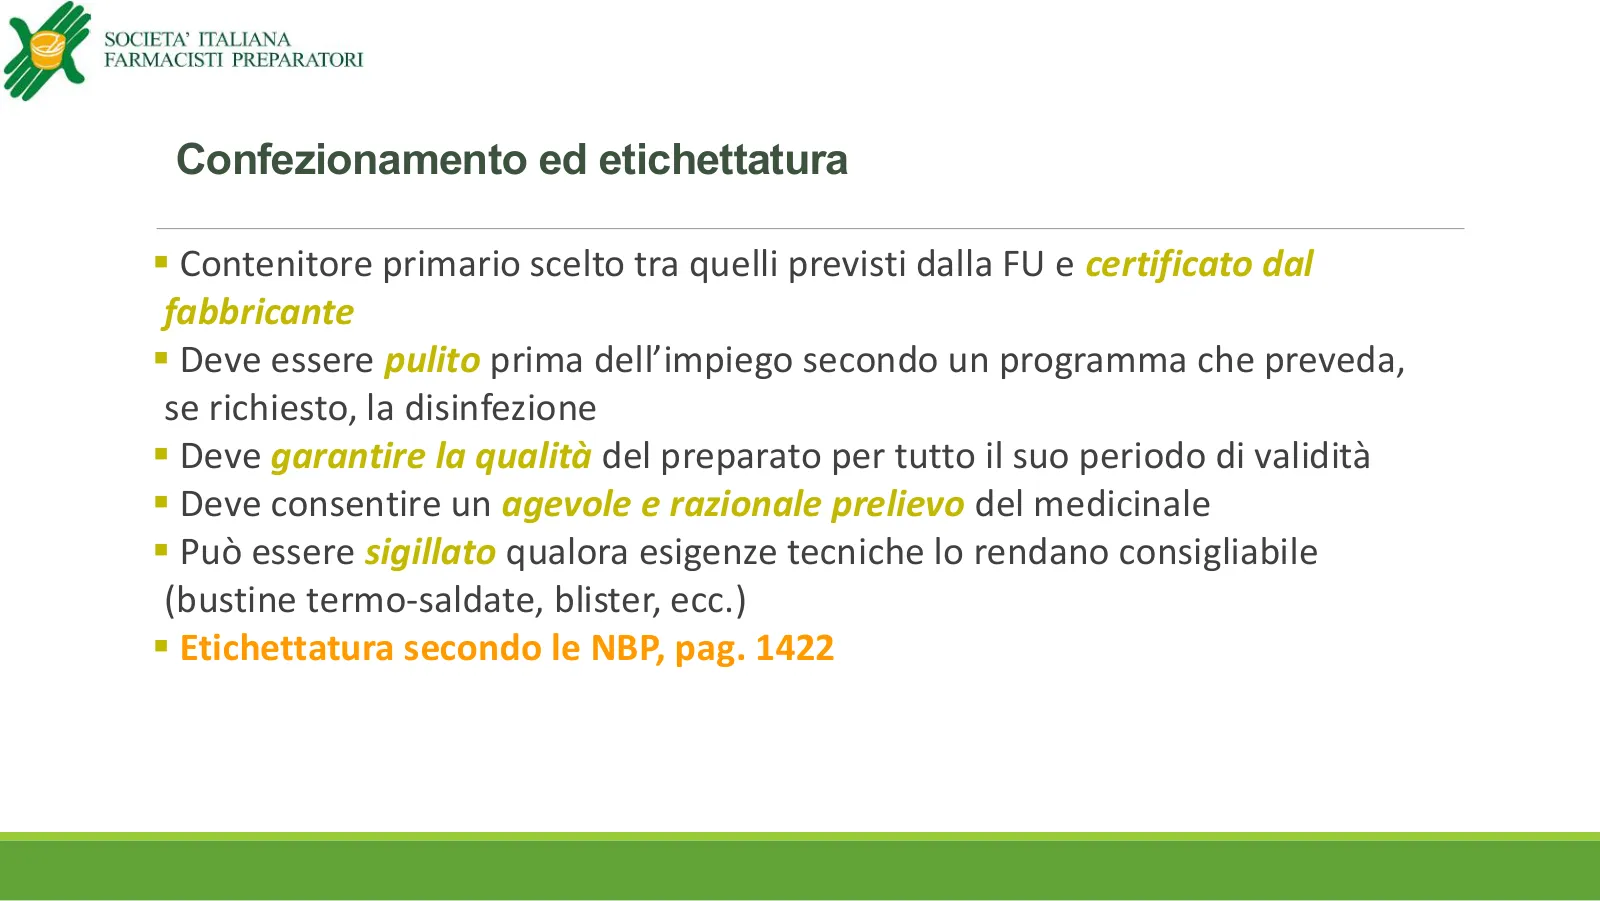 SOCIETA’ ITALIANA
FARMACISTI PREPARATORI
Confezionamento ed etichettatura
▪ Contenitore primario scelto tra quelli previsti dalla FU e certificato dal
fabbricante
▪ Deve essere pulito prima dell’impiego secondo un programma che preveda,
se richiesto, la disinfezione
▪ Deve garantire la qualità del preparato per tutto il suo periodo di validità
▪ Deve consentire un agevole e razionale prelievo del medicinale
▪ Può essere sigillato qualora esigenze tecniche lo rendano consigliabile
(bustine termo-saldate, blister, ecc.)
▪ Etichettatura secondo le NBP, pag. 1422